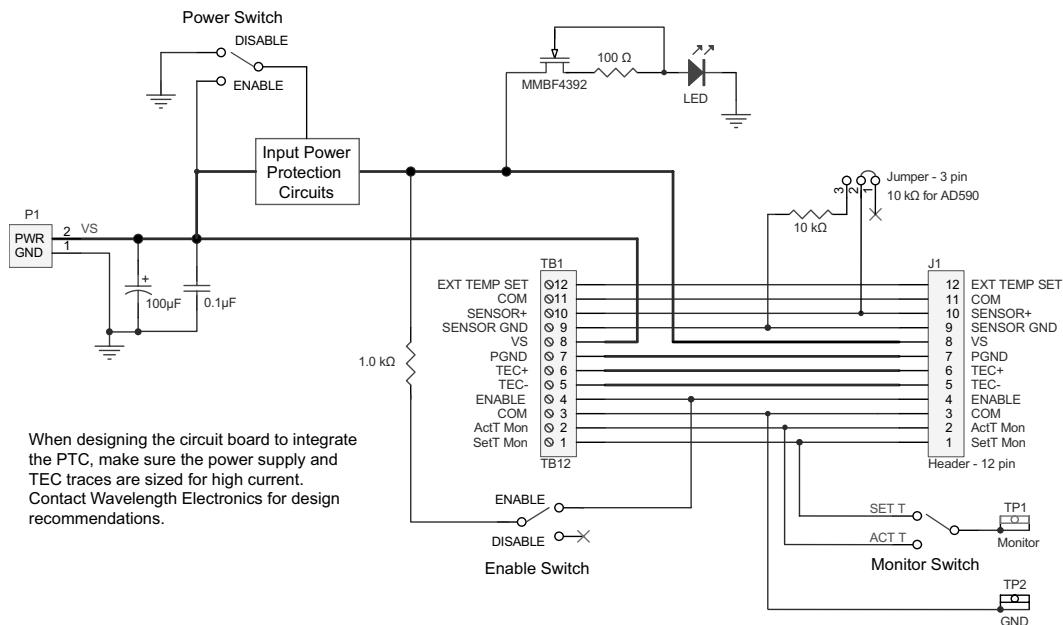 Power Switch
DISABLE
ENABLE
100 Ω
MMBF4392
LED
Input Power
Protection
Circuits
Jumper - 3 pin
10 kΩ for AD590
3
2
1
10 kΩ
P1
PWR
GND
2
1
VS
+
100µF
0.1µF
1.0 kΩ
TB1
EXT TEMP SET 12
COM 11
SENSOR+ 10
SENSOR GND 9
VS 8
PGND 7
TEC+ 6
TEC- 5
ENABLE 4
COM 3
ActT Mon 2
SetT Mon 1
TB12
J1
12 EXT TEMP SET
11 COM
10 SENSOR+
9 SENSOR GND
8 VS
7 PGND
6 TEC+
5 TEC-
4 ENABLE
3 COM
2 ActT Mon
1 SetT Mon
Header - 12 pin
When designing the circuit board to integrate
the PTC, make sure the power supply and
TEC traces are sized for high current.
Contact Wavelength Electronics for design
recommendations.
ENABLE
DISABLE
Enable Switch
SET T
ACT T
Monitor Switch
TP1
Monitor
TP2
GND